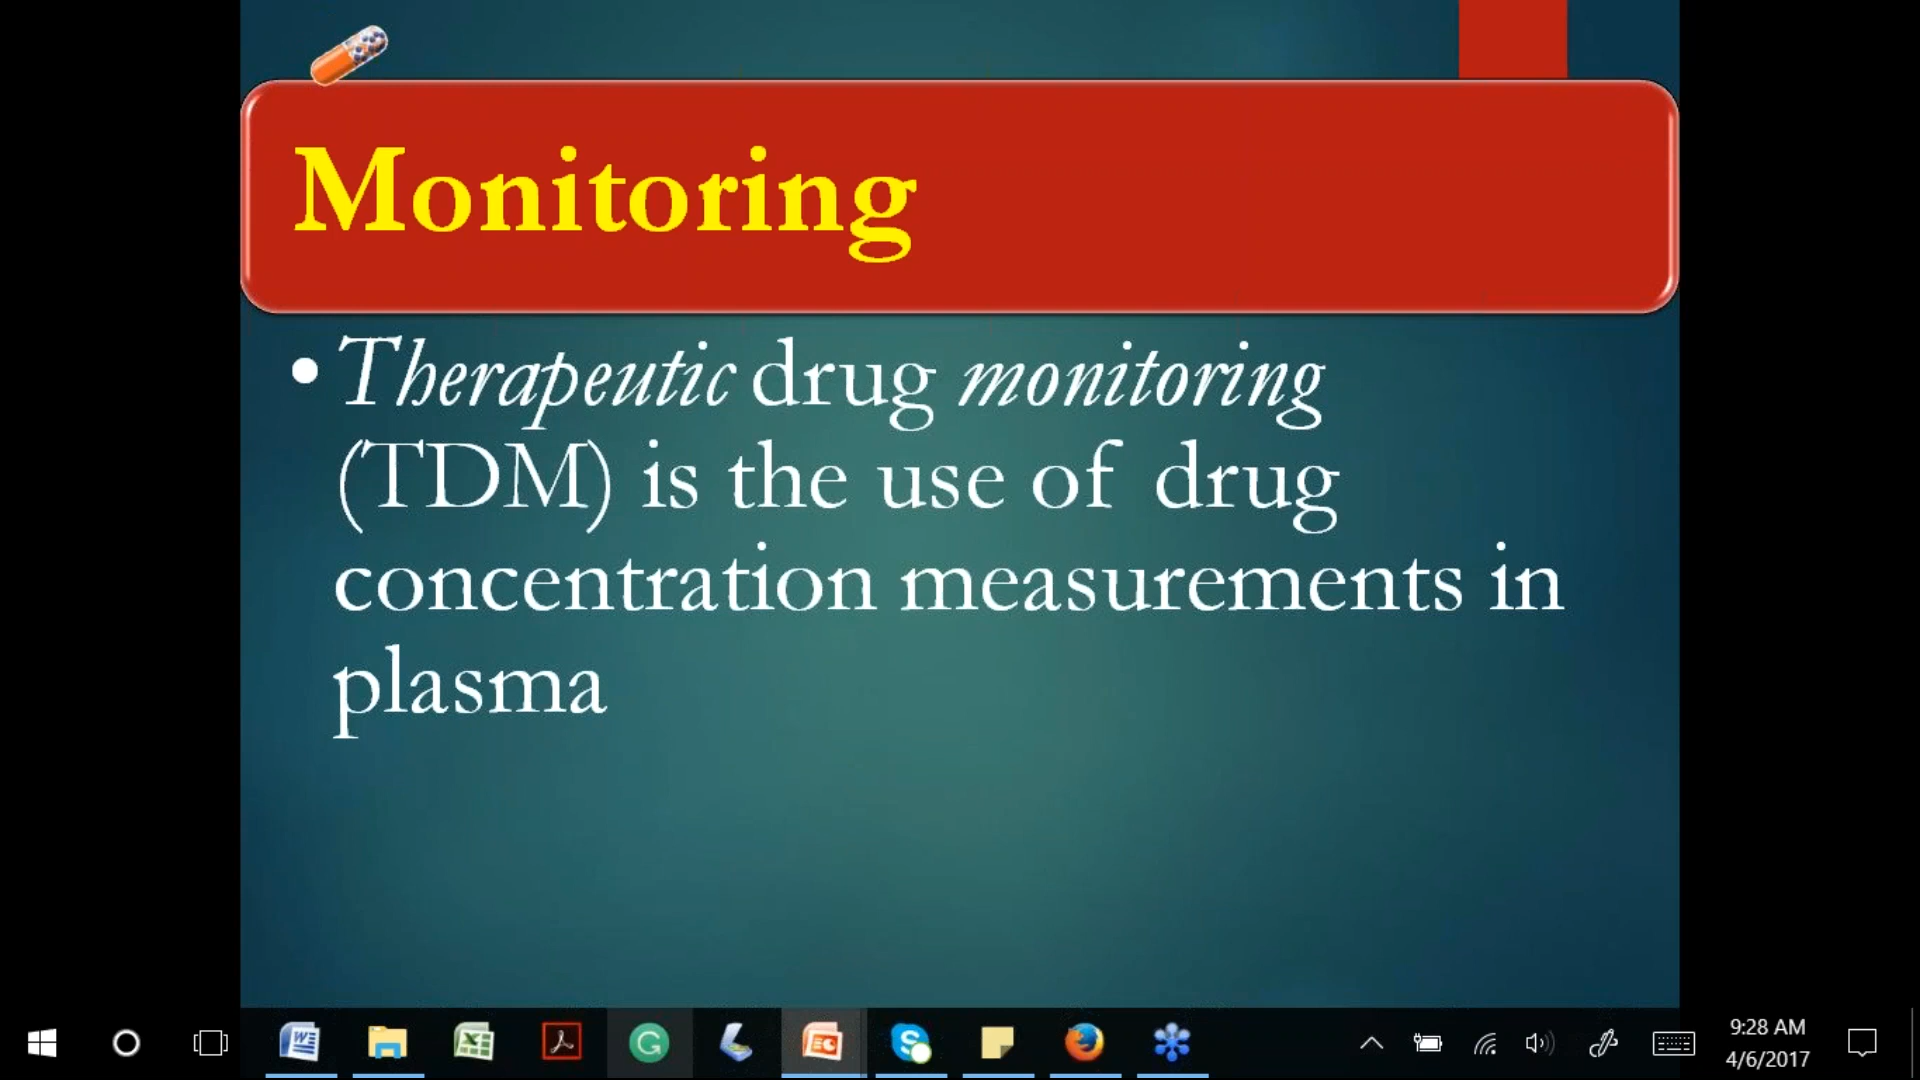 Monitoring
• Therapeutic drug monitoring
(TDM) is the use of drug
concentration measurements in
plasma
9:28 AM
4/6/2017